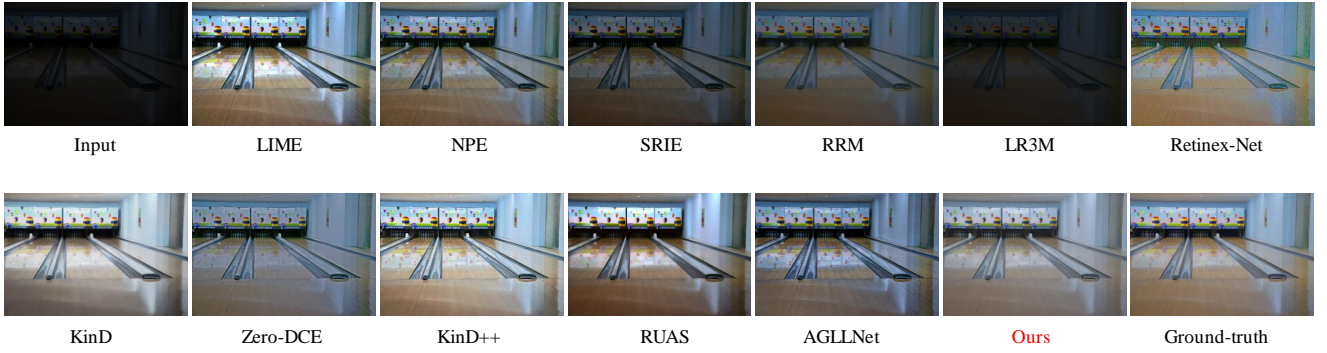 Input LIME NPE SRIE RRM LR3M Retinex-Net
KinD Zero-DCE KinD++ RUAS AGLLNet Ours Ground-truth